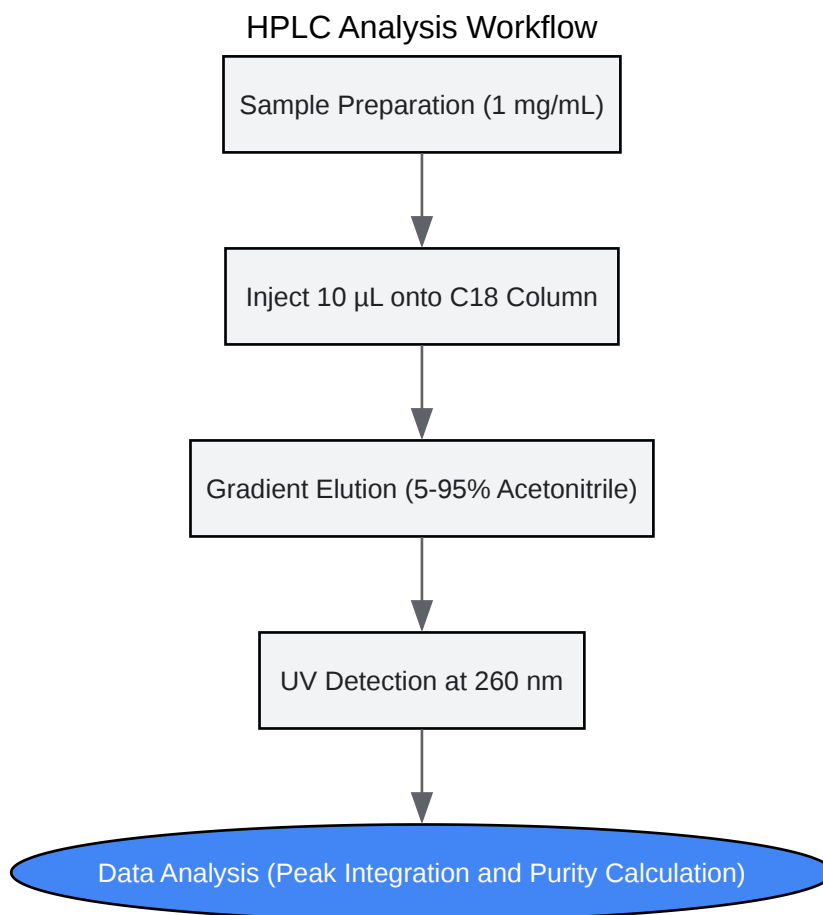 HPLC Analysis Workflow
Sample Preparation (1 mg/mL)
Inject 10 µL onto C18 Column
Gradient Elution (5-95% Acetonitrile)
UV Detection at 260 nm
Data Analysis (Peak Integration and Purity Calculation)